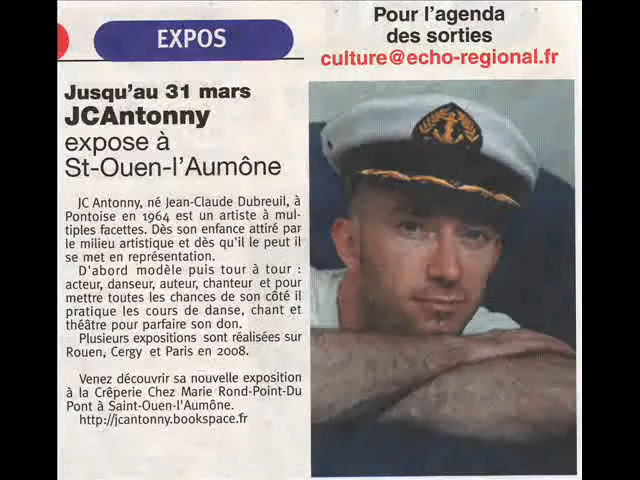 EXPOS
Pour l'agenda
des sorties
culture@echo-regional.fr
Jusqu'au 31 mars
JCAntonny
expose à
St-Ouen-l'Aumône
JC Antonny, né Jean-Claude Dubreuil, à
Pontoise en 1964 est un artiste à mul-
tiples facettes. Dès son enfance attiré par
le milieu artistique et dès qu'il le peut il
se met en représentation.
D'abord modèle puis tour à tour :
acteur, danseur, auteur, chanteur et pour
mettre toutes les chances de son côté il
pratique les cours de danse, chant et
théâtre pour parfaire son don.
Plusieurs expositions sont réalisées sur
Rouen, Cergy et Paris en 2008.
Venez découvrir sa nouvelle exposition
à la Crêperie Chez Marie Rond-Point-Du
Pont à Saint-Ouen-l'Aumône.
http://jcantonny.bookspace.fr